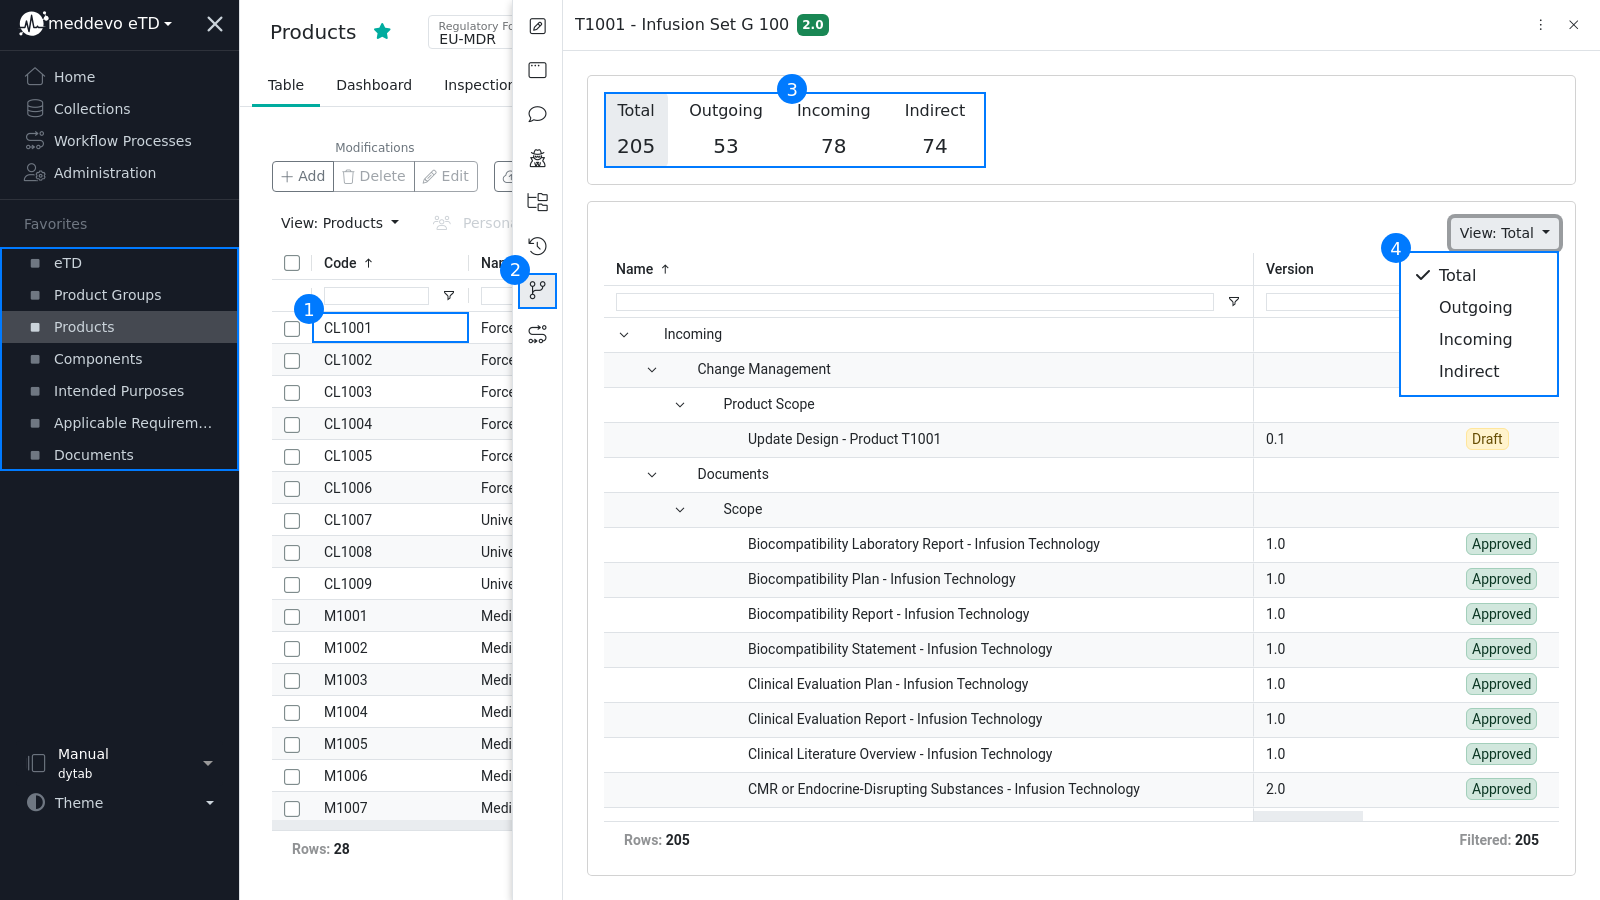 meddevo eTD
Home
Collections
Workflow Processes
Administration
Favorites
eTD
Product Groups
Products
Components
Intended Purposes
Applicable Requirem...
Documents
Manual
dytab
Theme
Products
Regulatory Fo
EU-MDR
Table Dashboard Inspection
Modifications
Add Delete Edit
View: Products Persona
Code Nam
1
CL1001 Force
CL1002 Force
CL1003 Force
CL1004 Force
CL1005 Force
CL1006 Force
CL1007 Unive
CL1008 Unive
CL1009 Unive
M1001 Medi
M1002 Medi
M1003 Medi
M1004 Medi
M1005 Medi
M1006 Medi
M1007 Medi
Rows: 28
2
T1001 - Infusion Set G 100 2.0
3
Total Outgoing Incoming Indirect
205 53 78 74
View: Total
4
Total
Outgoing
Incoming
Indirect
Name Version
Incoming
Change Management
Product Scope
Update Design - Product T1001 0.1 Draft
Documents
Scope
Biocompatibility Laboratory Report - Infusion Technology 1.0 Approved
Biocompatibility Plan - Infusion Technology 1.0 Approved
Biocompatibility Report - Infusion Technology 1.0 Approved
Biocompatibility Statement - Infusion Technology 1.0 Approved
Clinical Evaluation Plan - Infusion Technology 1.0 Approved
Clinical Evaluation Report - Infusion Technology 1.0 Approved
Clinical Literature Overview - Infusion Technology 1.0 Approved
CMR or Endocrine-Disrupting Substances - Infusion Technology 2.0 Approved
Rows: 205 Filtered: 205